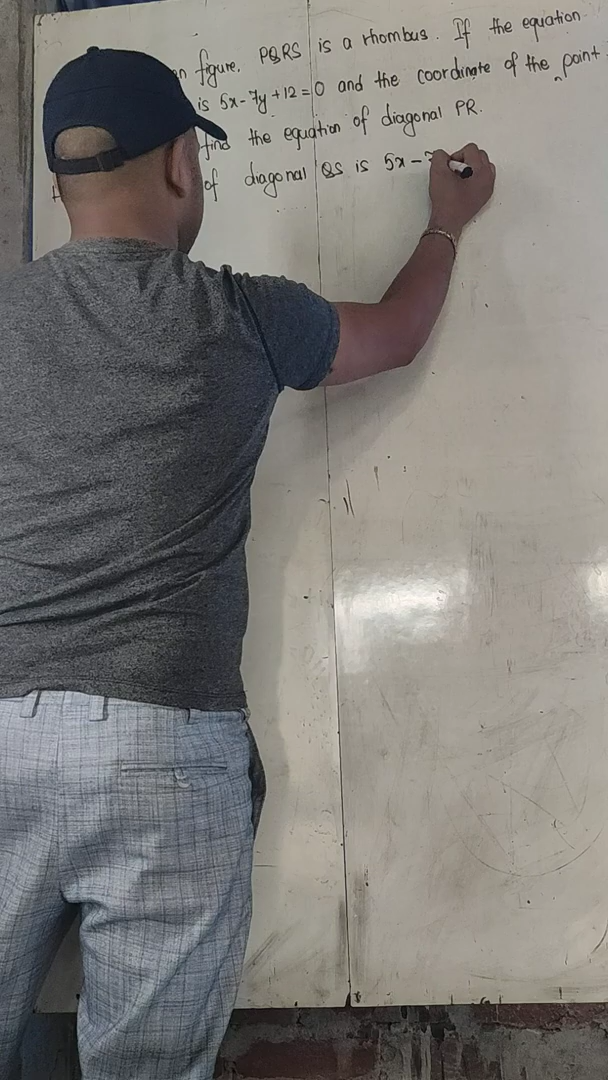 figure. PQRS is a rhombus. If the equation
is 5x-7y+12=0 and the coordinate of the point
find the equation of diagonal PR.
of diagonal QS is 5x-7